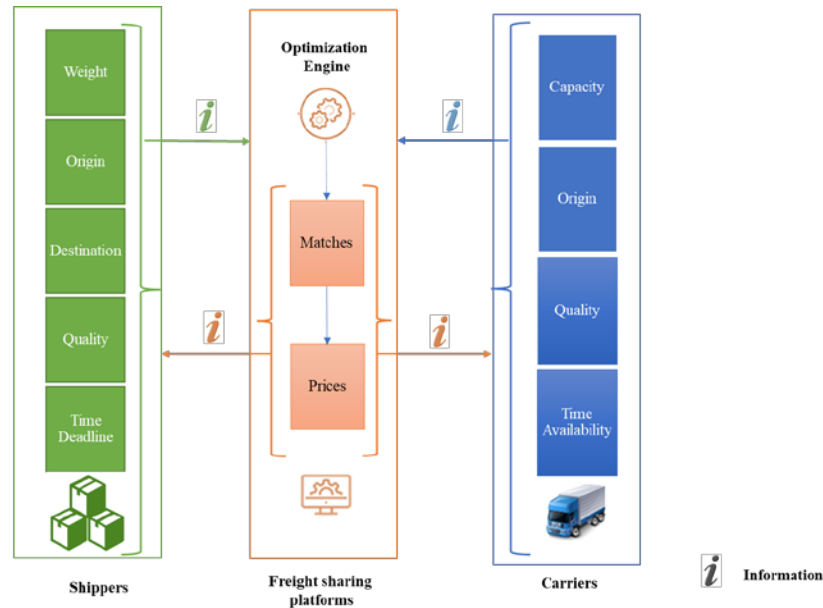 Weight
Origin
Destination
Quality
Time
Deadline
Shippers
Optimization
Engine
Matches
Prices
Freight sharing
platforms
Capacity
Origin
Quality
Time
Availability
Carriers
i
i
i
i
i
Information